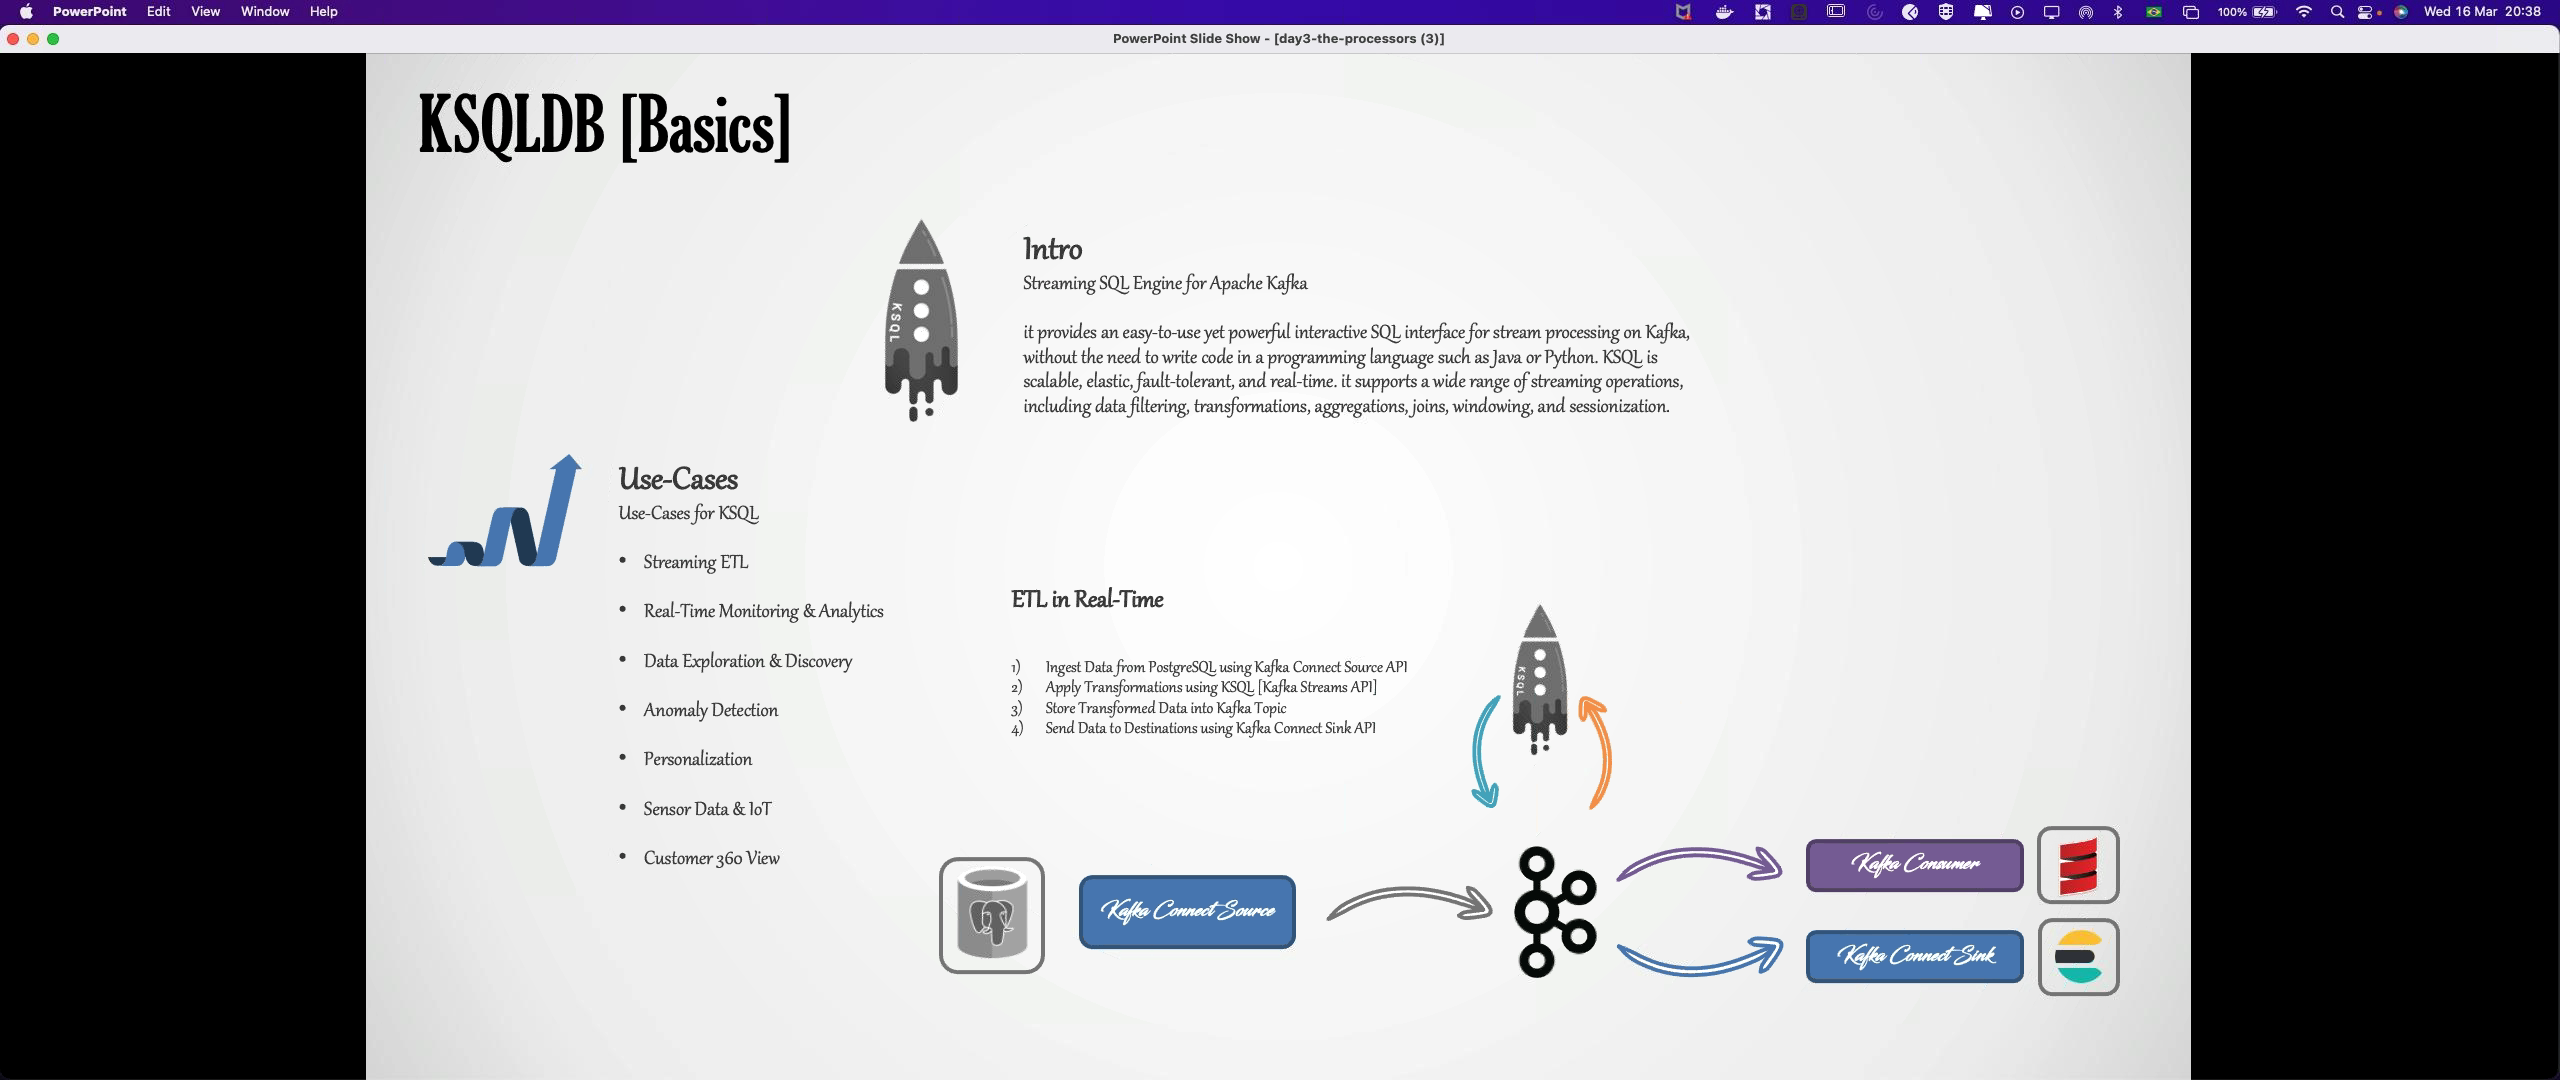 PowerPoint Edit View Window Help
100% Wed 16 Mar 20:38
PowerPoint Slide Show - [day3-the-processors (3)]
KSQLDB [Basics]
KSQL
Intro
Streaming SQL Engine for Apache Kafka
it provides an easy-to-use yet powerful interactive SQL interface for stream processing on Kafka,
without the need to write code in a programming language such as Java or Python. KSQL is
scalable, elastic, fault-tolerant, and real-time. it supports a wide range of streaming operations,
including data filtering, transformations, aggregations, joins, windowing, and sessionization.
Use-Cases
Use-Cases for KSQL
• Streaming ETL
• Real-Time Monitoring & Analytics
• Data Exploration & Discovery
• Anomaly Detection
• Personalization
• Sensor Data & IoT
• Customer 360 View
ETL in Real-Time
1) Ingest Data from PostgreSQL using Kafka Connect Source API
2) Apply Transformations using KSQL [Kafka Streams API]
3) Store Transformed Data into Kafka Topic
4) Send Data to Destinations using Kafka Connect Sink API
KSQL
Kafka Connect Source
Kafka Consumer
Kafka Connect Sink